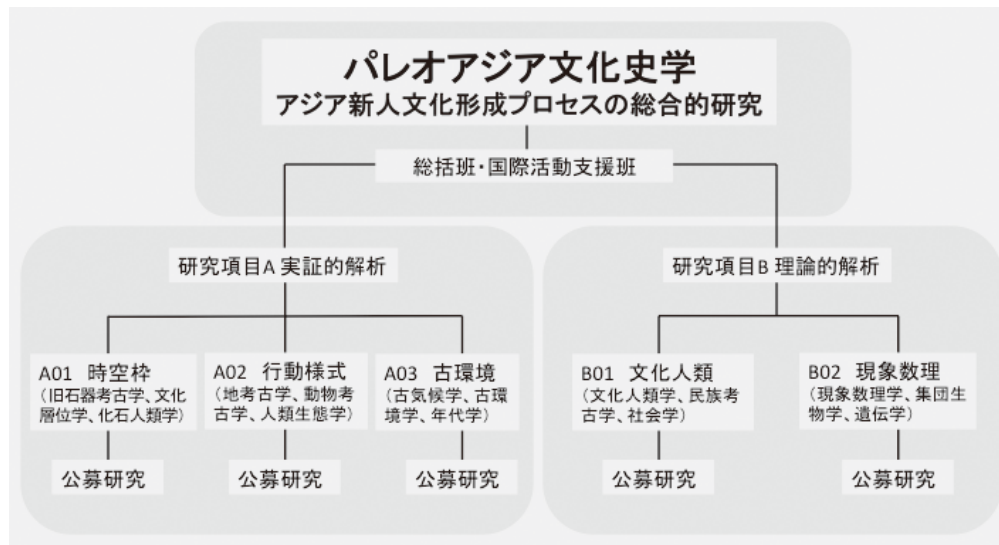 パレオアジア文化史学
アジア新人文化形成プロセスの総合的研究
総括班・国際活動支援班
研究項目A 実証的解析
研究項目B 理論的解析
A01 時空枠
(旧石器考古学、文化
層位学、化石人類学)
A02 行動様式
(地考古学、動物考
古学、人類生態学)
A03 古環境
(古気候学、古環
境学、年代学)
B01 文化人類
(文化人類学、民族考
古学、社会学)
B02 現象数理
(現象数理学、集団生
物学、遺伝学)
公募研究
公募研究
公募研究
公募研究
公募研究